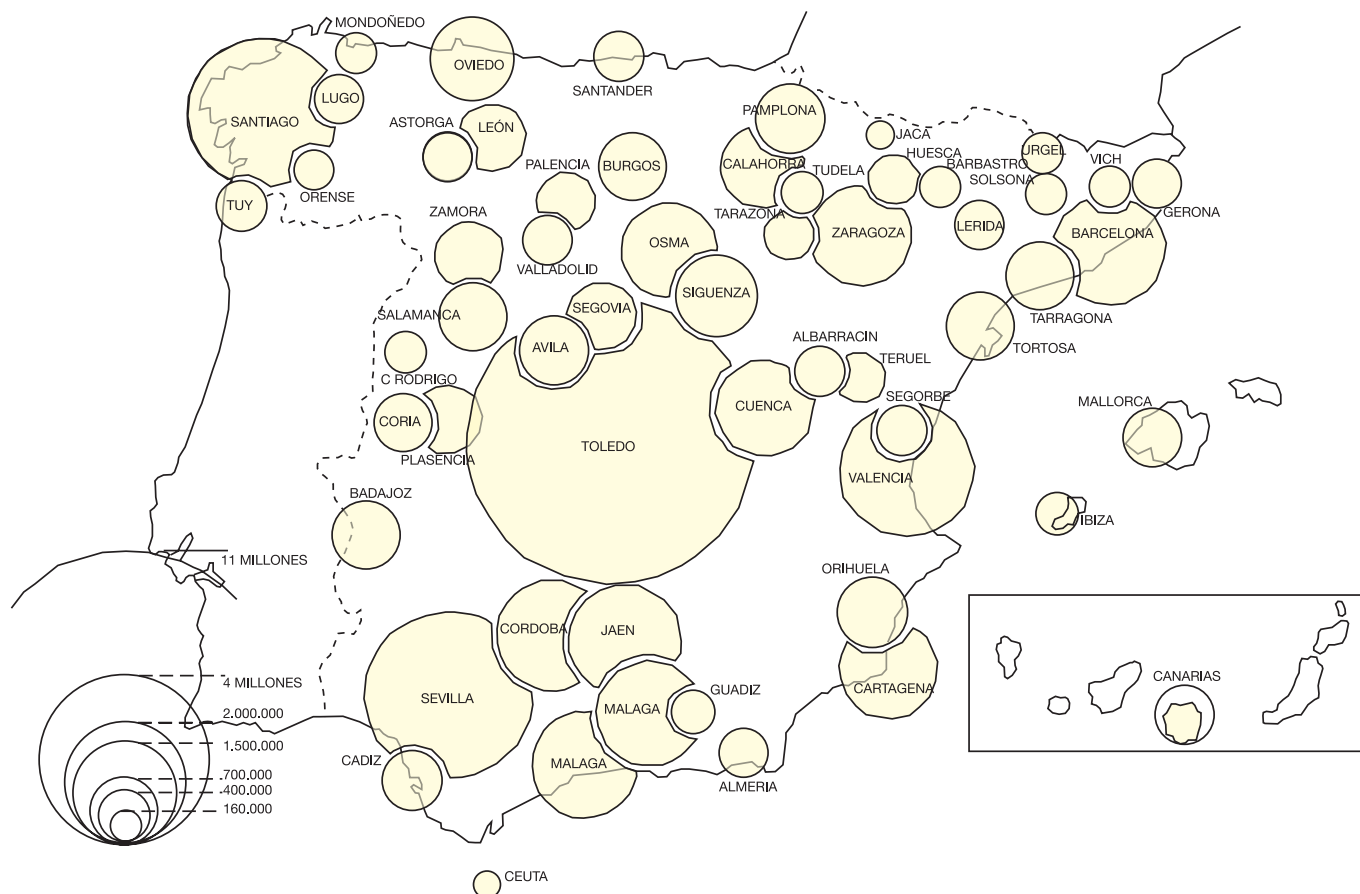 MONDOÑEDO
OVIEDO
SANTANDER
LUGO
SANTIAGO
ASTORGA
LEÓN
PAMPLONA
JACA
HUESCA
URGEL
VICH
BARBASTRO
SOLSONA
CALAHORRA
TUDELA
PALENCIA
BURGOS
ORENSE
TUY
ZAMORA
TARAZONA
ZARAGOZA
LERIDA
BARCELONA
GERONA
OSMA
VALLADOLID
SIGUENZA
SALAMANCA
SEGOVIA
TARRAGONA
AVILA
ALBARRACIN
TERUEL
TORTOSA
C RODRIGO
SEGORBE
CUENCA
MALLORCA
CORIA
TOLEDO
PLASENCIA
VALENCIA
BADAJOZ
IBIZA
11 MILLONES
ORIHUELA
CORDOBA
JAEN
CANARIAS
4 MILLONES
SEVILLA
GUADIZ
CARTAGENA
MALAGA
2.000.000
1,500.000
CADIZ
MALAGA
.700.000
.400.000
ALMERIA
160.000
CEUTA